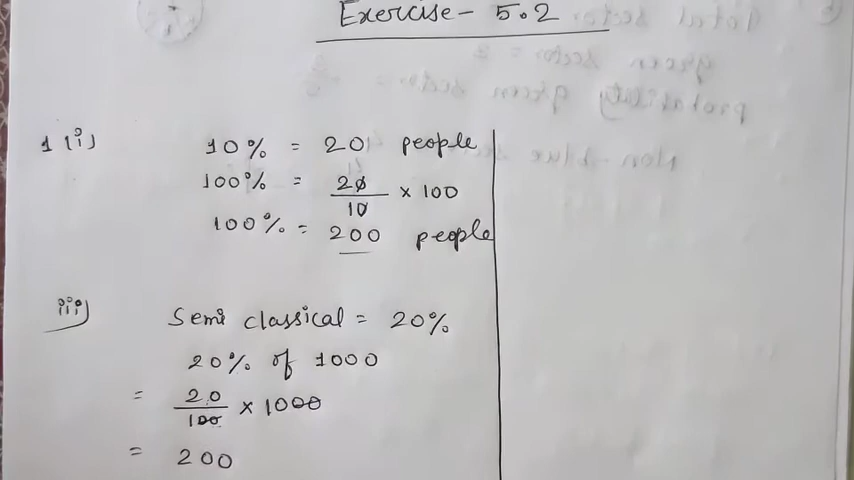 Exercise - 5.2
1 (i) 10% = 20 people
100% = 20/10 × 100
100% = 200 people
iii) Semi classical = 20%
20% of 1000
= 20/100 × 1000
= 200